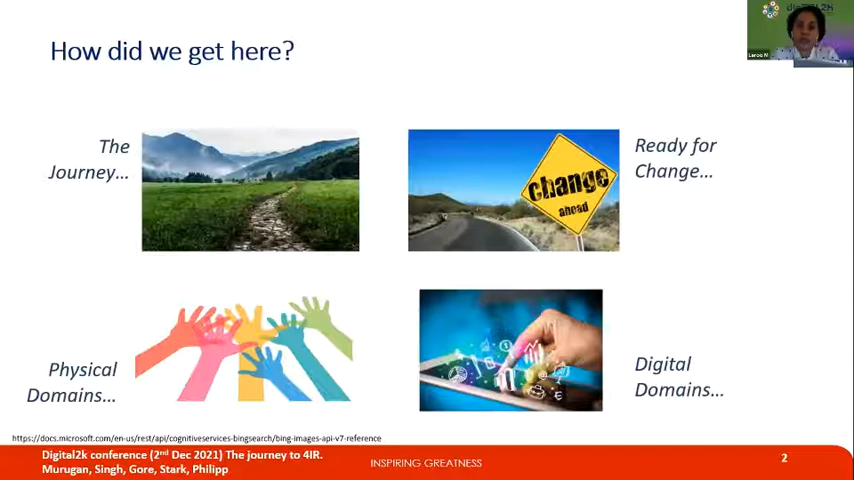 How did we get here?
The
Journey…
change
ahead
Ready for
Change…
Physical
Domains…
Digital
Domains…
https://docs.microsoft.com/en-us/rest/api/cognitiveservices-bingsearch/bing-images-api-v7-reference
Digital2k conference (2nd Dec 2021) The journey to 4IR.
Murugan, Singh, Gore, Stark, Philipp
INSPIRING GREATNESS
2